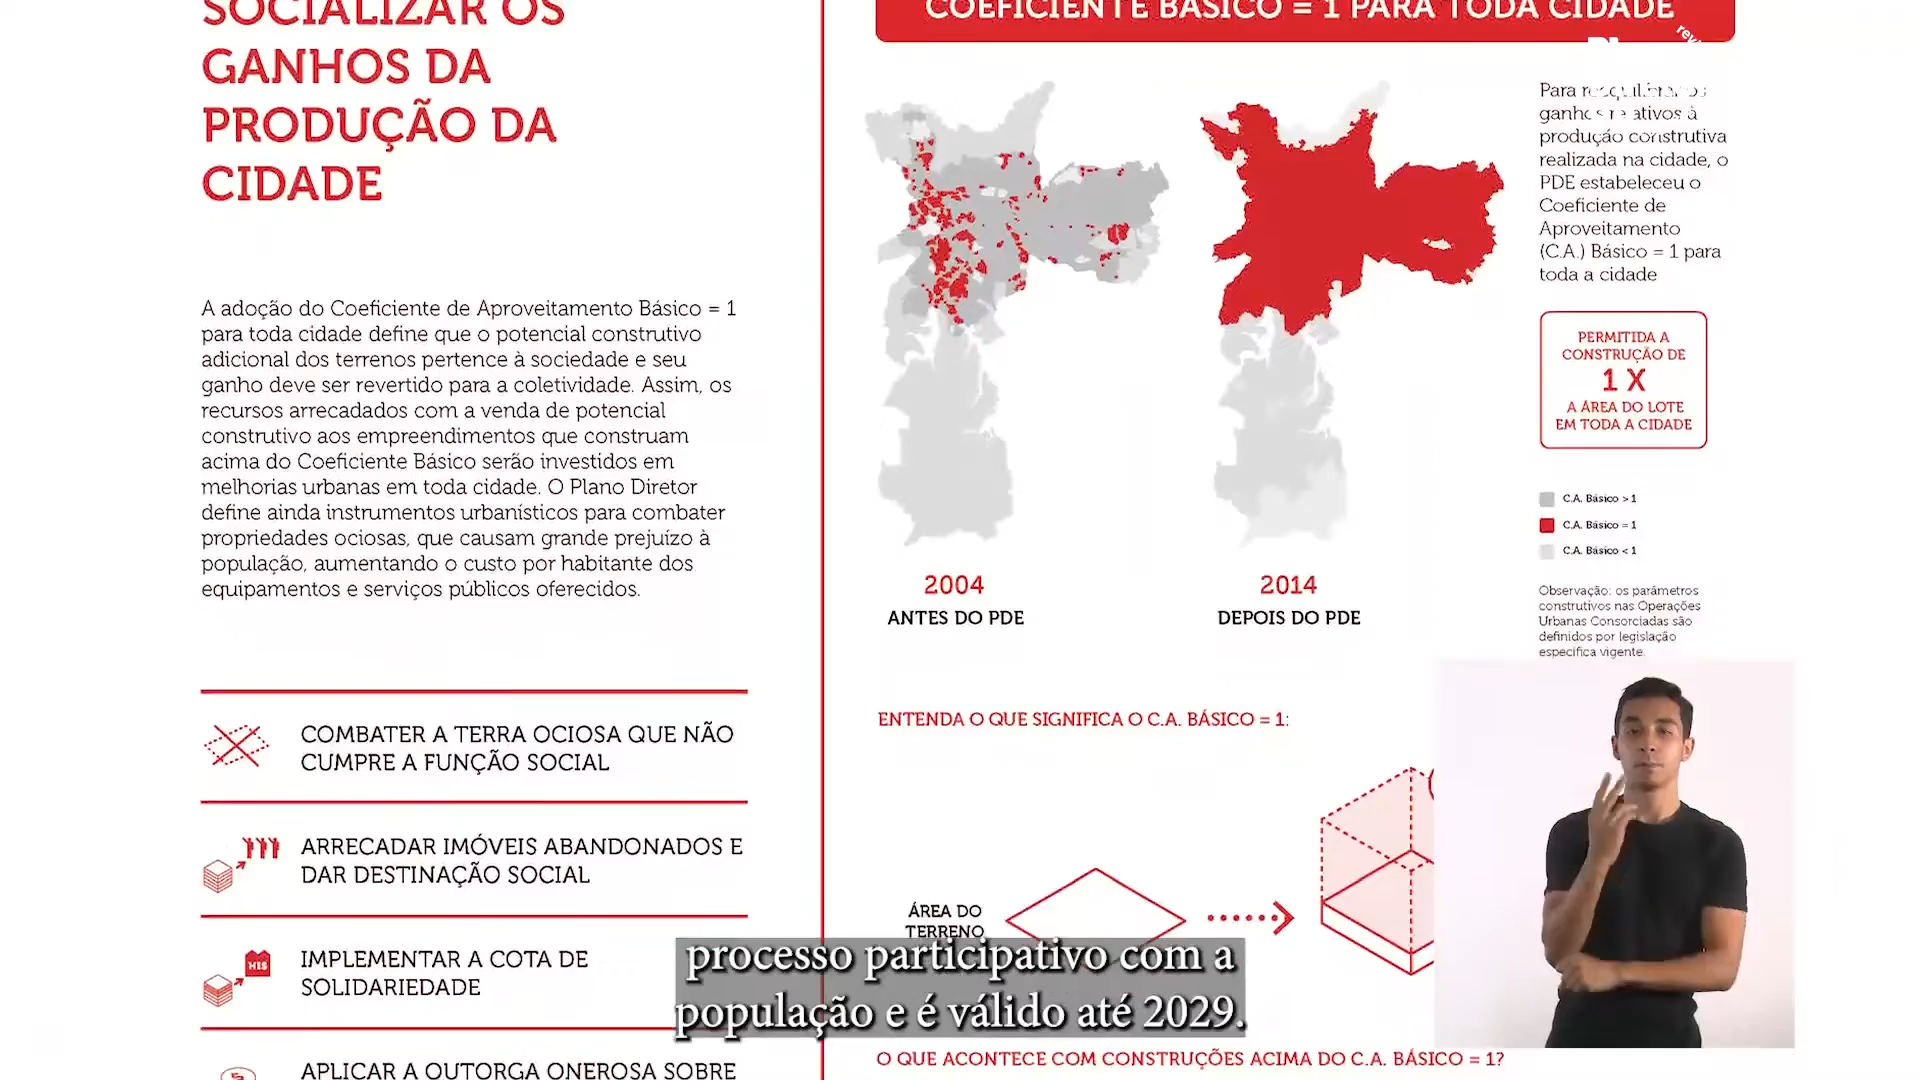 SOCIALIZAR OS
GANHOS DA
PRODUÇÃO DA
CIDADE
A adoção do Coeficiente de Aproveitamento Básico = 1
para toda cidade define que o potencial construtivo
adicional dos terrenos pertence à sociedade e seu
ganho deve ser revertido para a coletividade. Assim, os
recursos arrecadados com a venda de potencial
construtivo aos empreendimentos que construam
acima do Coeficiente Básico serão investidos em
melhorias urbanas em toda cidade. O Plano Diretor
define ainda instrumentos urbanísticos para combater
propriedades ociosas, que causam grande prejuízo à
população, aumentando o custo por habitante dos
equipamentos e serviços públicos oferecidos.
COMBATER A TERRA OCIOSA QUE NÃO
CUMPRE A FUNÇÃO SOCIAL
ARRECADAR IMÓVEIS ABANDONADOS E
DAR DESTINAÇÃO SOCIAL
HIS
IMPLEMENTAR A COTA DE
SOLIDARIEDADE
APLICAR A OUTORGA ONEROSA SOBRE
COEFICIENTE BÁSICO = 1 PARA TODA CIDADE
Para
ganhos relativos à
produção construtiva
realizada na cidade, o
PDE estabeleceu o
Coeficiente de
Aproveitamento
(C.A.) Básico = 1 para
toda a cidade
PERMITIDA A
CONSTRUÇÃO DE
1 X
A ÁREA DO LOTE
EM TODA A CIDADE
C.A. Básico > 1
C.A. Básico = 1
C.A. Básico < 1
Observação: os parâmetros
construtivos nas Operações
Urbanas Consorciadas são
definidos por legislação
específica vigente.
2004
ANTES DO PDE
2014
DEPOIS DO PDE
ENTENDA O QUE SIGNIFICA O C.A. BÁSICO = 1:
ÁREA DO
TERRENO
processo participativo com a
população e é válido até 2029.
O QUE ACONTECE COM CONSTRUÇÕES ACIMA DO C.A. BÁSICO = 1?